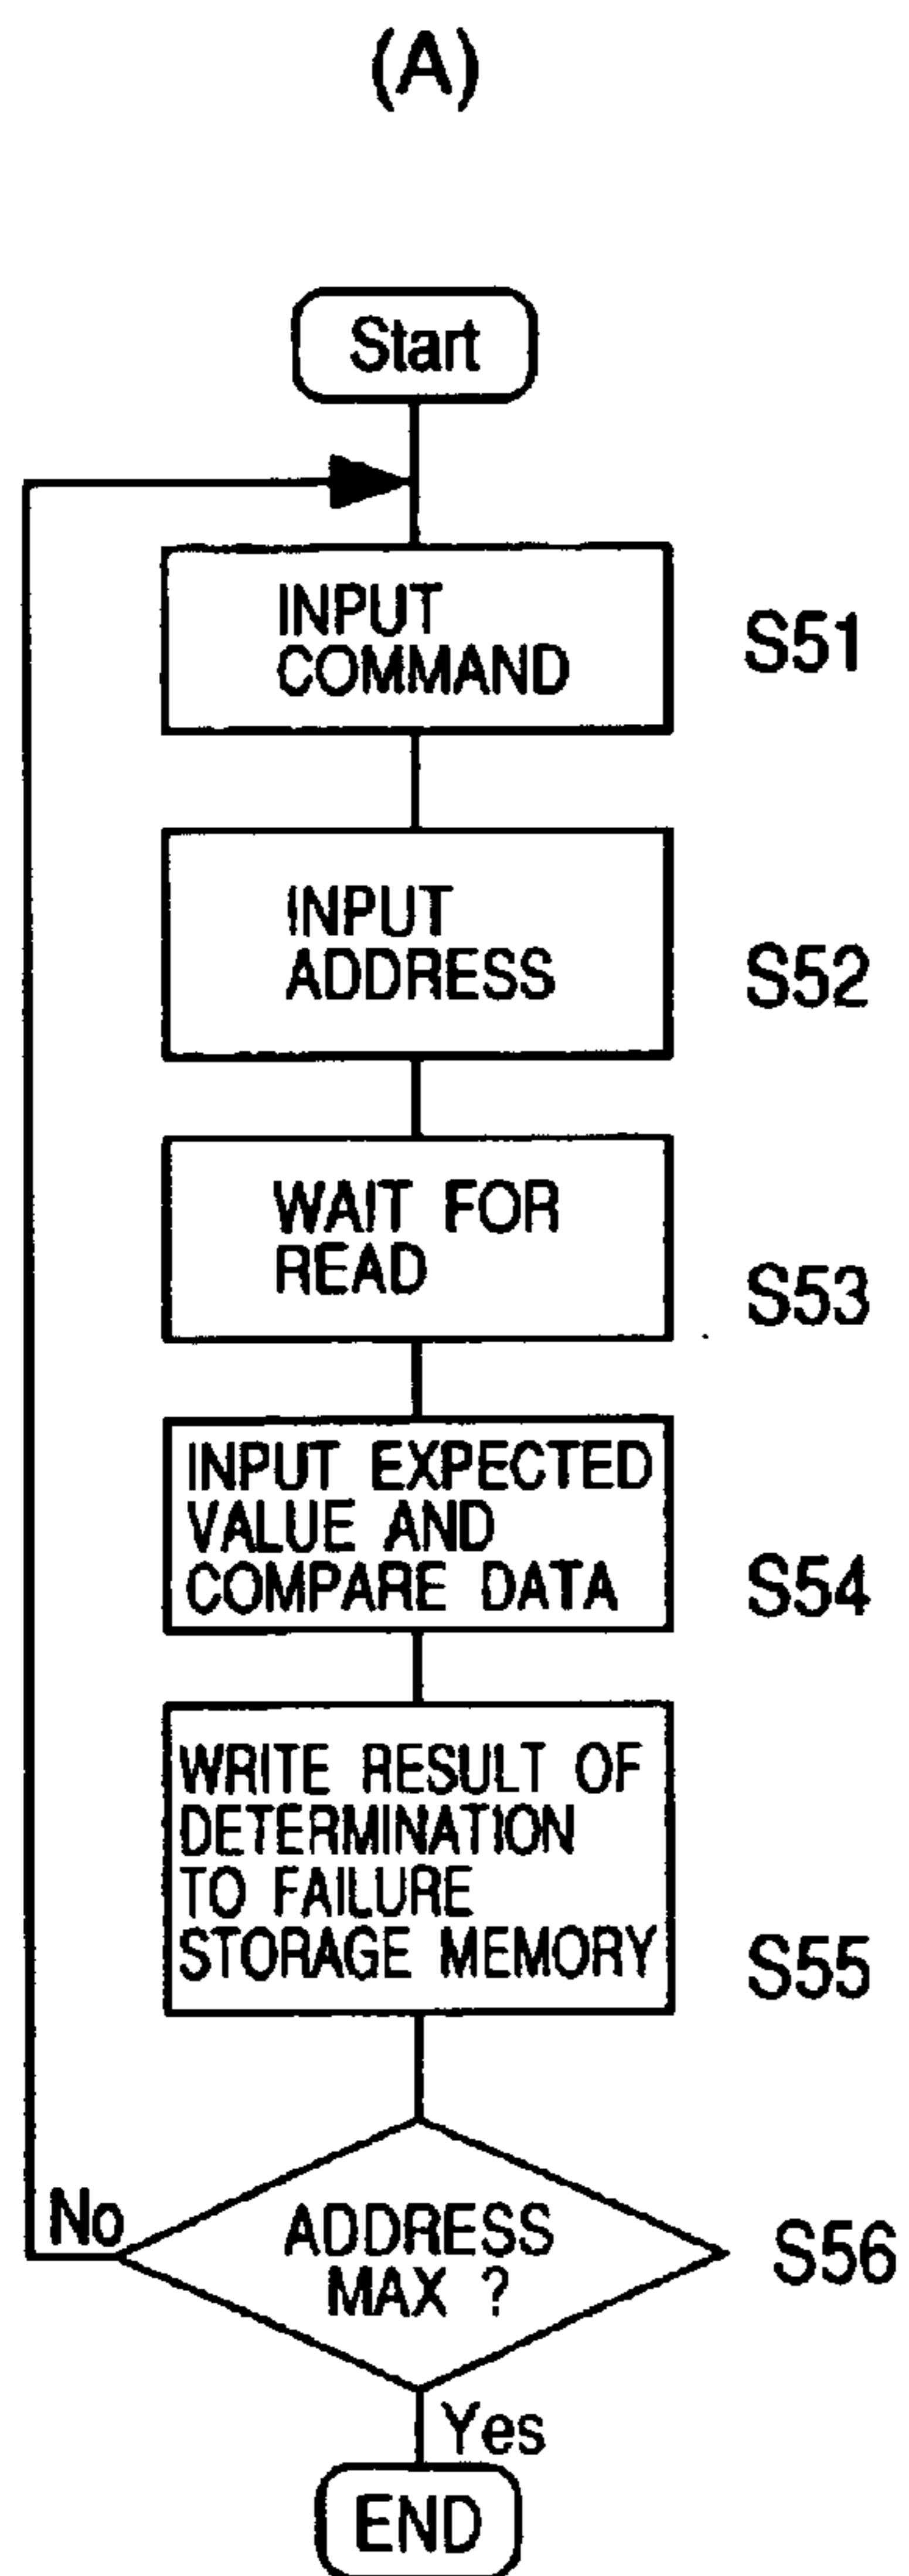 (A)
Start
INPUT
COMMAND
S51
INPUT
ADDRESS
S52
WAIT FOR
READ
S53
INPUT EXPECTED
VALUE AND
COMPARE DATA
S54
WRITE RESULT OF
DETERMINATION
TO FAILURE
STORAGE MEMORY
S55
No
ADDRESS
MAX ?
S56
Yes
END